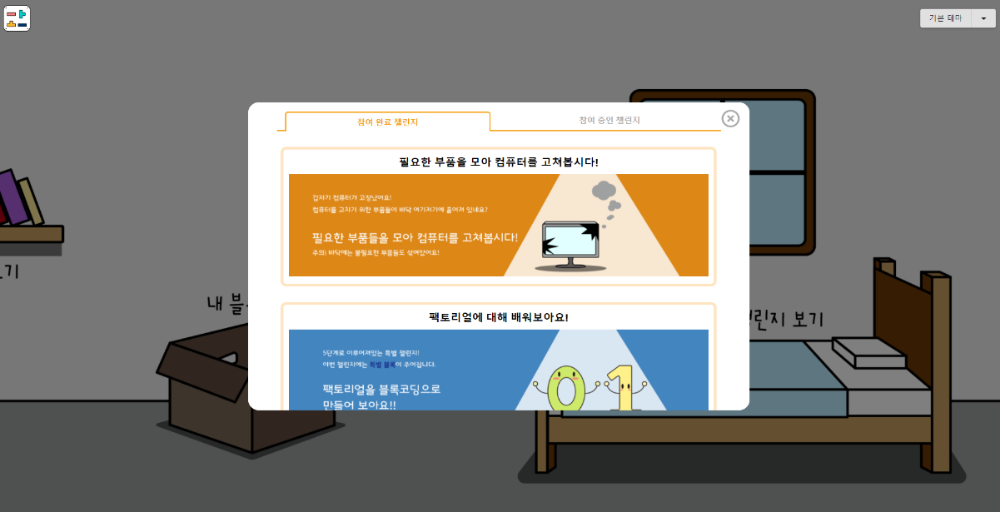 기본 테마
참여 완료 챌린지
참여 중인 챌린지
필요한 부품을 모아 컴퓨터를 고쳐봅시다!
갑자기 컴퓨터가 고장났어요!
컴퓨터를 고치기 위한 부품들이 바닷 여기저기에 흩어져 있네요?
필요한 부품들을 모아 컴퓨터를 고쳐봅시다!
주의) 바닷에는 불필요한 부품들도 섞여있어요!
팩토리얼에 대해 배워보아요!
5단계로 이루어져있는 특별 챌린지!
이번 챌린지에는 특별 블록이 주어집니다.
팩토리얼을 블록코딩으로
만들어 보아요!!
0 1
기
내 블
린지 보기